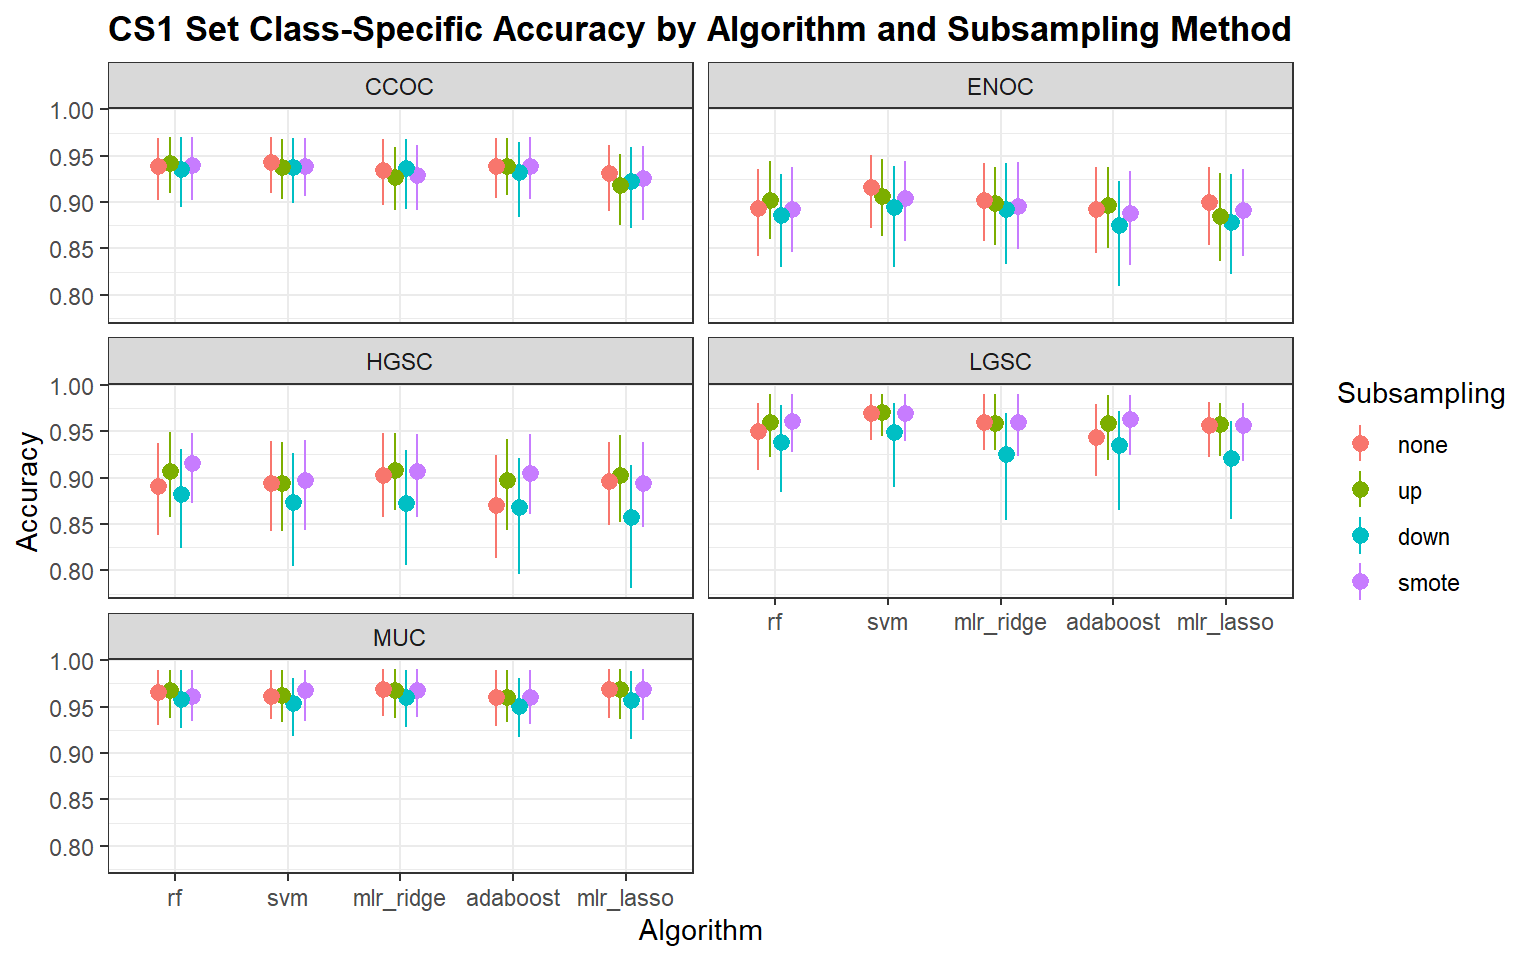 CS1 Set Class-Specific Accuracy by Algorithm and Subsampling Method
CCOC
ENOC
1.00
0.95
0.90
0.85
0.80
HGSC
LGSC
1.00
0.95
0.90
0.85
0.80
rf svm mlr_ridge adaboost mlr_lasso
MUC
1.00
0.95
0.90
0.85
0.80
rf svm mlr_ridge adaboost mlr_lasso
Algorithm
Accuracy
Subsampling
none
up
down
smote